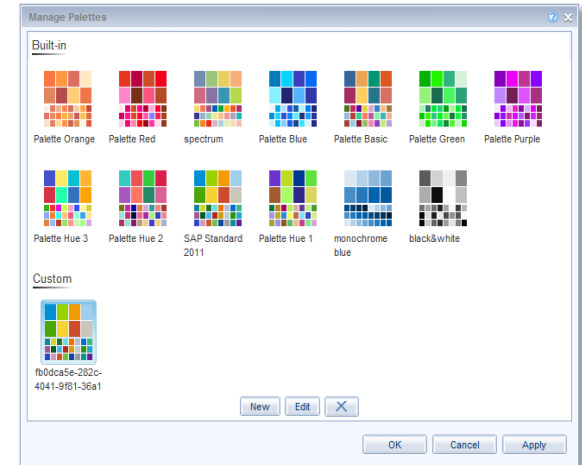 Manage Palettes
Built-in
Palette Orange Palette Red spectrum Palette Blue Palette Basic Palette Green Palette Purple
Palette Hue 3 Palette Hue 2 SAP Standard 2011 Palette Hue 1 monochrome blue black&white
Custom
fb0dca5e-282c-
4041-9f81-36a1
New Edit
OK Cancel Apply